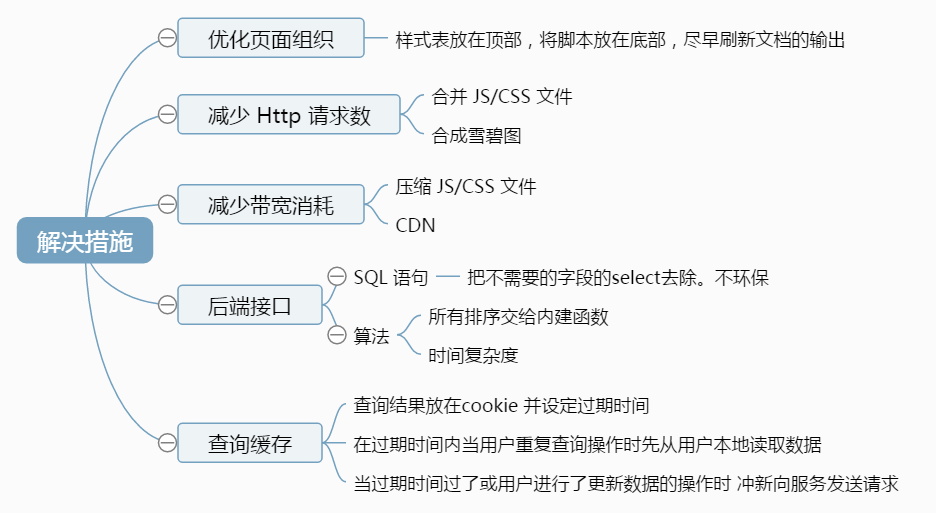 优化页面组织
样式表放在顶部，将脚本放在底部，尽早刷新文档的输出
减少 Http 请求数
合并 JS/CSS 文件
合成雪碧图
减少带宽消耗
压缩 JS/CSS 文件
CDN
解决措施
后端接口
SQL 语句
把不需要的字段的select去除。不环保
算法
所有排序交给内建函数
时间复杂度
查询缓存
查询结果放在cookie 并设定过期时间
在过期时间内当用户重复查询操作时先从用户本地读取数据
当过期时间过了或用户进行了更新数据的操作时 冲新向服务发送请求